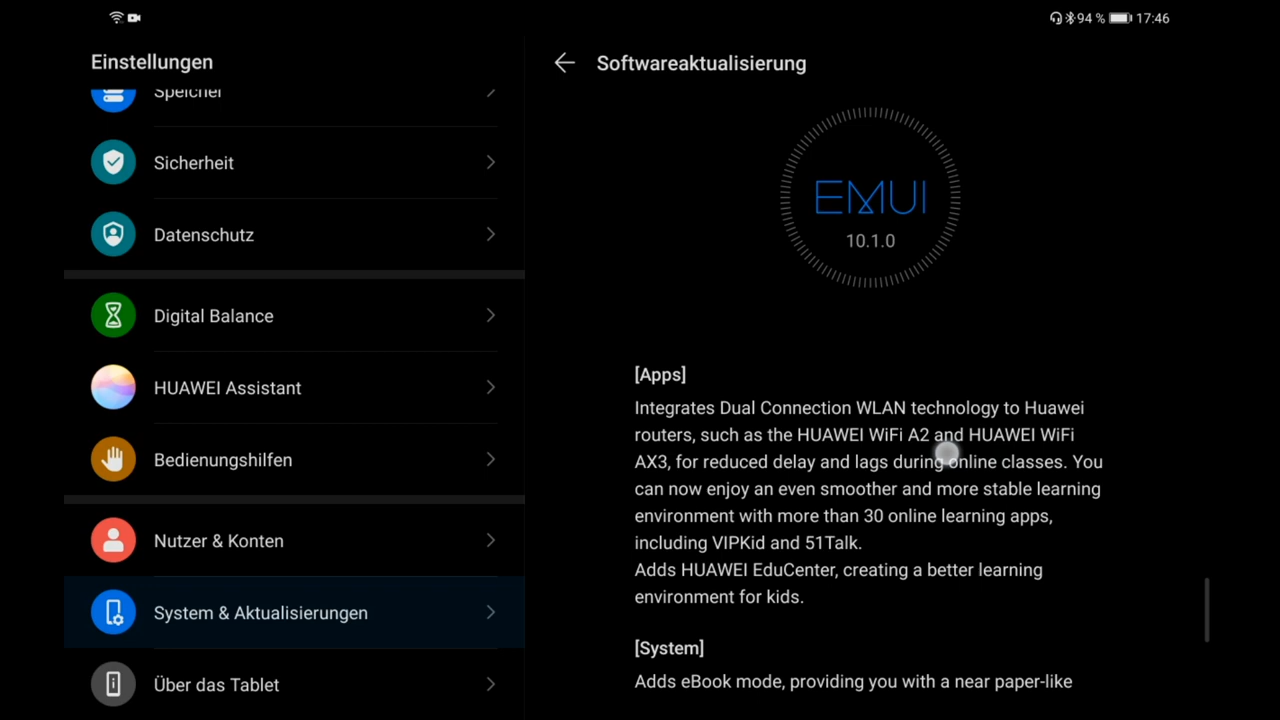 94 % 17:46
Einstellungen
Speicher
Sicherheit
Datenschutz
Digital Balance
HUAWEI Assistant
Bedienungshilfen
Nutzer & Konten
System & Aktualisierungen
Über das Tablet
Softwareaktualisierung
EMUI
10.1.0
[Apps]
Integrates Dual Connection WLAN technology to Huawei
routers, such as the HUAWEI WiFi A2 and HUAWEI WiFi
AX3, for reduced delay and lags during online classes. You
can now enjoy an even smoother and more stable learning
environment with more than 30 online learning apps,
including VIPKid and 51Talk.
Adds HUAWEI EduCenter, creating a better learning
environment for kids.
[System]
Adds eBook mode, providing you with a near paper-like